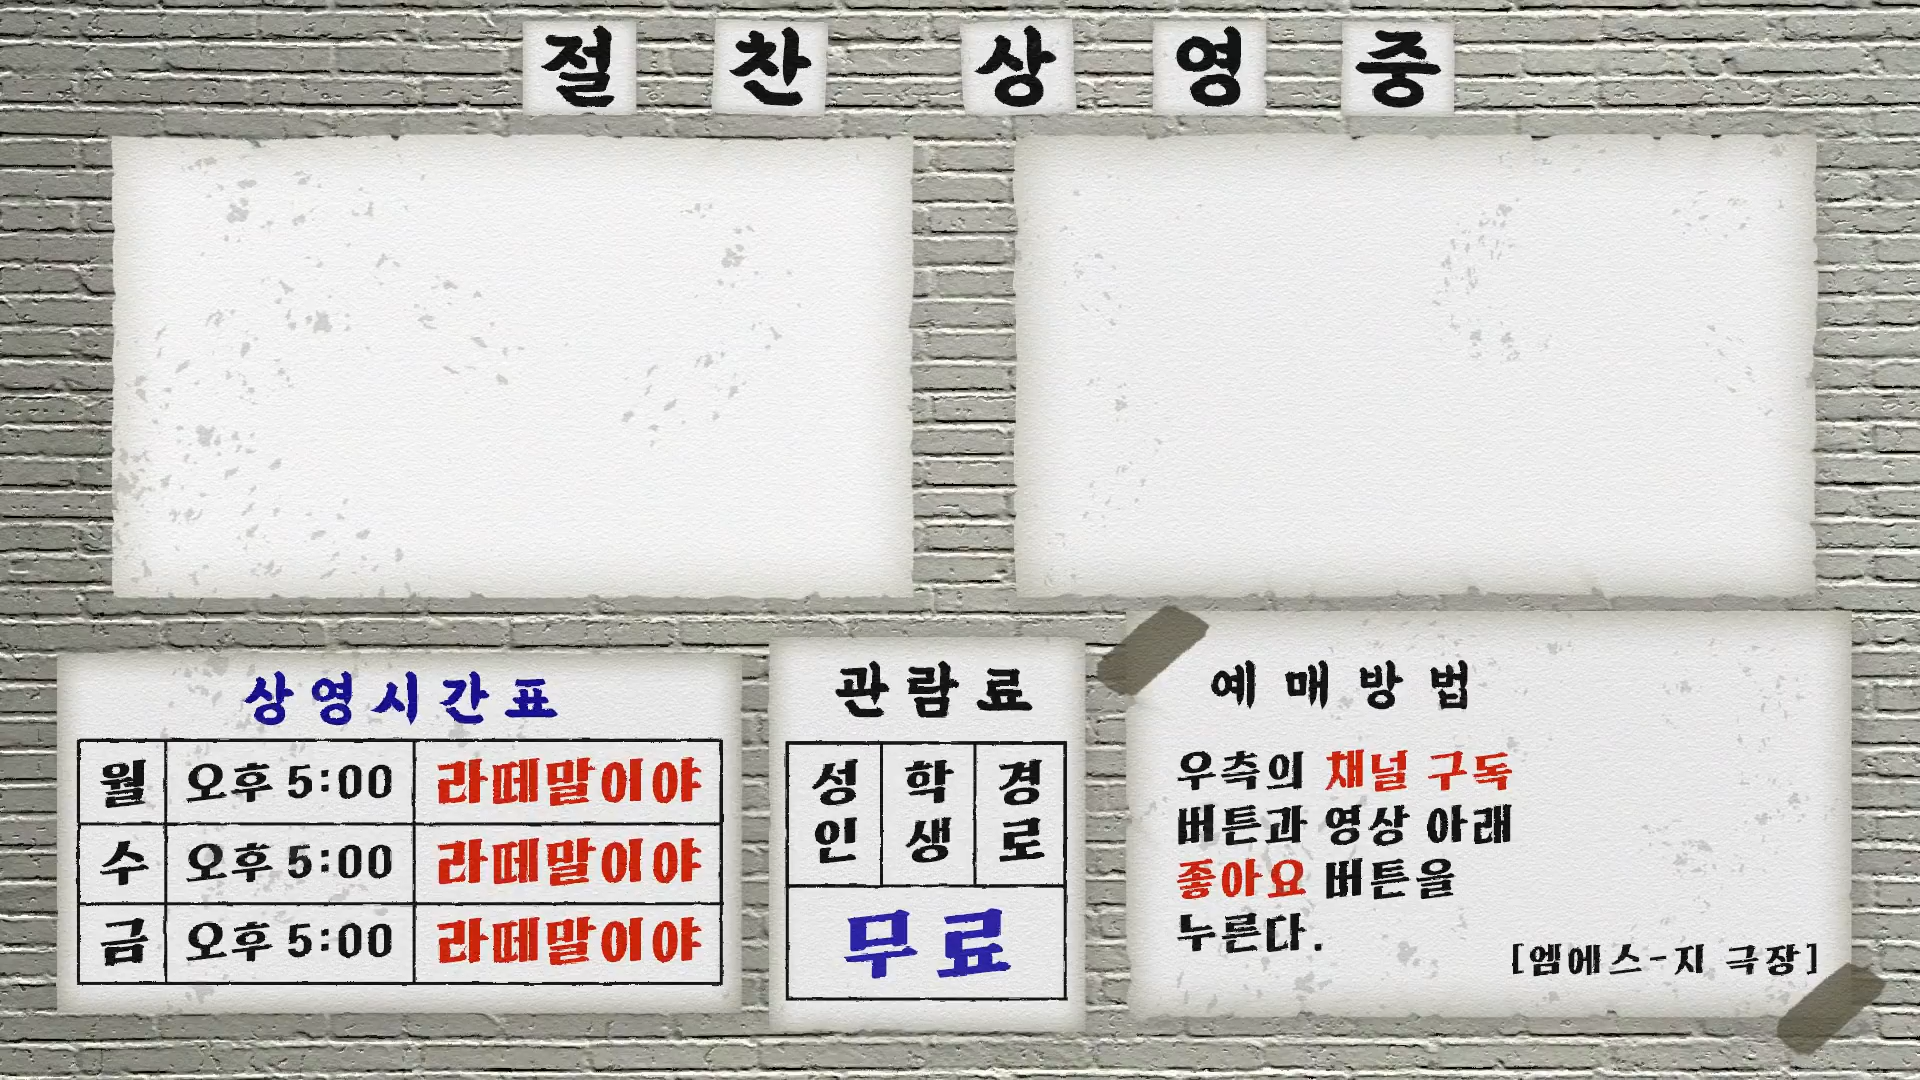 절찬 상영중
상영시간표
월 오후 5:00 라떼말이야
수 오후 5:00 라떼말이야
금 오후 5:00 라떼말이야
관람료
성인 학생 경로
무료
예매방법
우측의 채널 구독
버튼과 영상 아래
좋아요 버튼을
누른다.
[엠에스-지 극장]